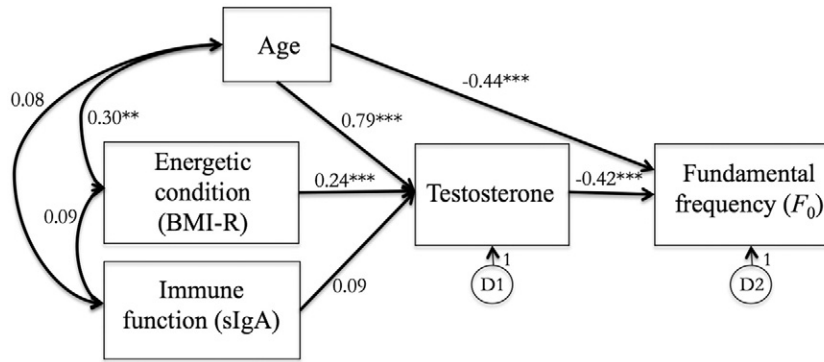 Age
0.08
0.30**
-0.44***
0.79***
Energetic
condition
(BMI-R)
0.24***
Testosterone
-0.42***
Fundamental
frequency (F₀)
0.09
Immune
function (sIgA)
0.09
1
D1
1
D2